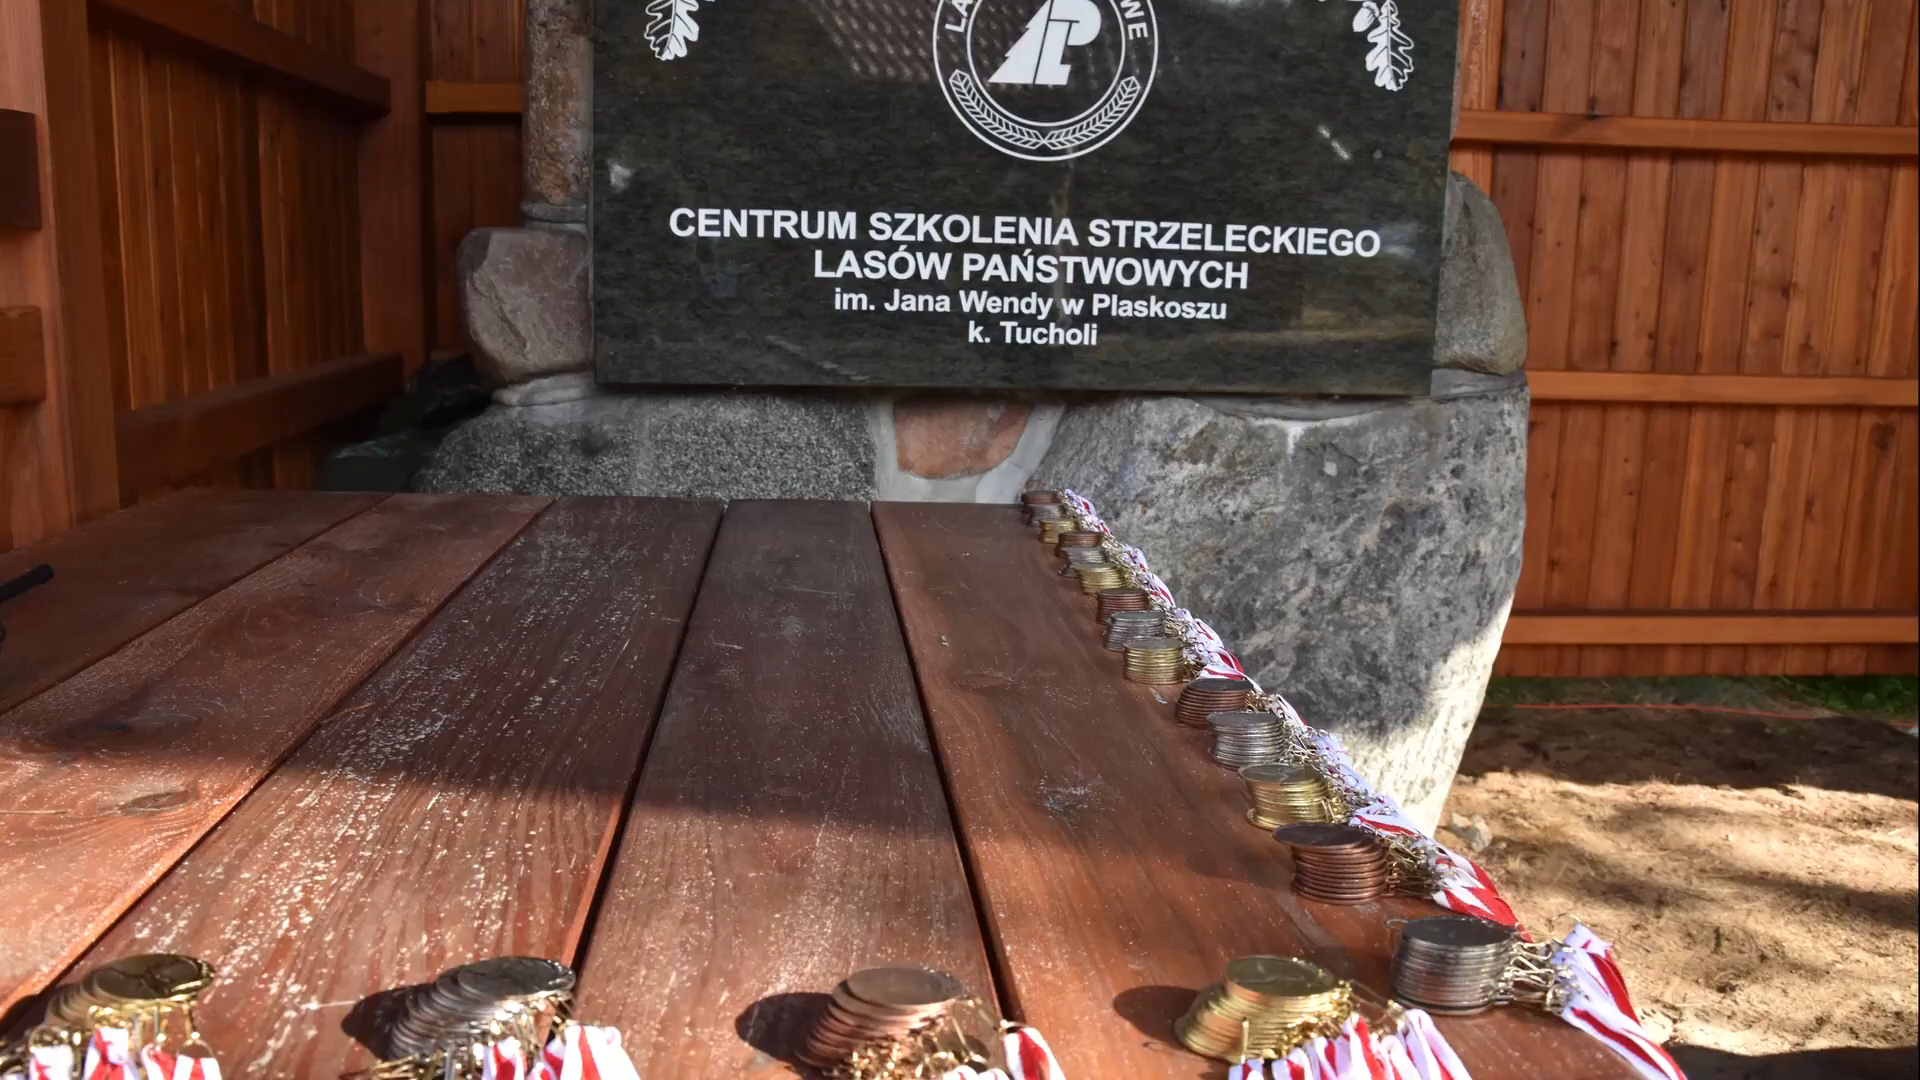 CENTRUM SZKOLENIA STRZELECKIEGO
LASÓW PAŃSTWOWYCH
im. Jana Wendy w Plaskoszu
k. Tucholi